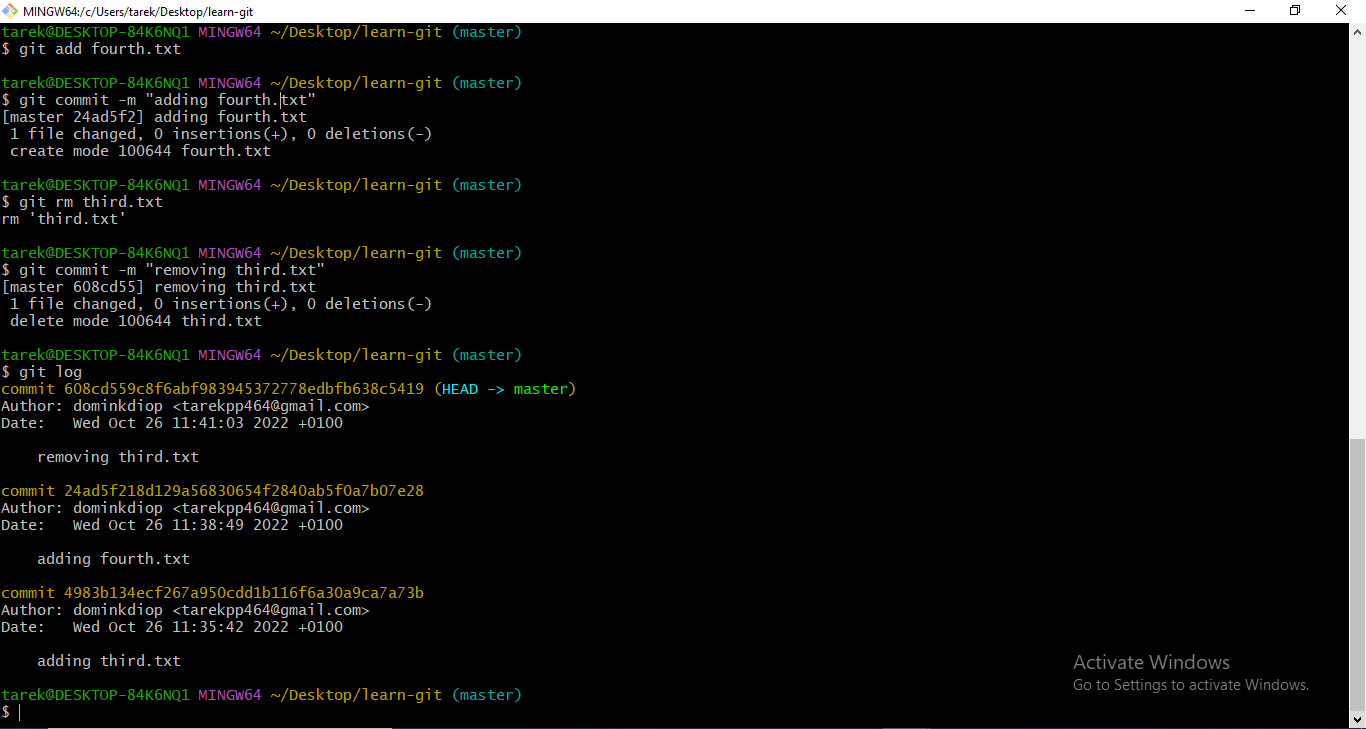 MINGW64:/c/Users/tarek/Desktop/learn-git
tarek@DESKTOP-84K6NQ1 MINGW64 ~/Desktop/learn-git (master)
$ git add fourth.txt
tarek@DESKTOP-84K6NQ1 MINGW64 ~/Desktop/learn-git (master)
$ git commit -m "adding fourth.txt"
[master 24ad5f2] adding fourth.txt
 1 file changed, 0 insertions(+), 0 deletions(-)
 create mode 100644 fourth.txt
tarek@DESKTOP-84K6NQ1 MINGW64 ~/Desktop/learn-git (master)
$ git rm third.txt
rm 'third.txt'
tarek@DESKTOP-84K6NQ1 MINGW64 ~/Desktop/learn-git (master)
$ git commit -m "removing third.txt"
[master 608cd55] removing third.txt
 1 file changed, 0 insertions(+), 0 deletions(-)
 delete mode 100644 third.txt
tarek@DESKTOP-84K6NQ1 MINGW64 ~/Desktop/learn-git (master)
$ git log
commit 608cd559c8f6abf983945372778edbfb638c5419 (HEAD -> master)
Author: dominkdiop <tarekpp464@gmail.com>
Date:   Wed Oct 26 11:41:03 2022 +0100
    removing third.txt
commit 24ad5f218d129a56830654f2840ab5f0a7b07e28
Author: dominkdiop <tarekpp464@gmail.com>
Date:   Wed Oct 26 11:38:49 2022 +0100
    adding fourth.txt
commit 4983b134ecf267a950cdd1b116f6a30a9ca7a73b
Author: dominkdiop <tarekpp464@gmail.com>
Date:   Wed Oct 26 11:35:42 2022 +0100
    adding third.txt
tarek@DESKTOP-84K6NQ1 MINGW64 ~/Desktop/learn-git (master)
$
Activate Windows
Go to Settings to activate Windows.